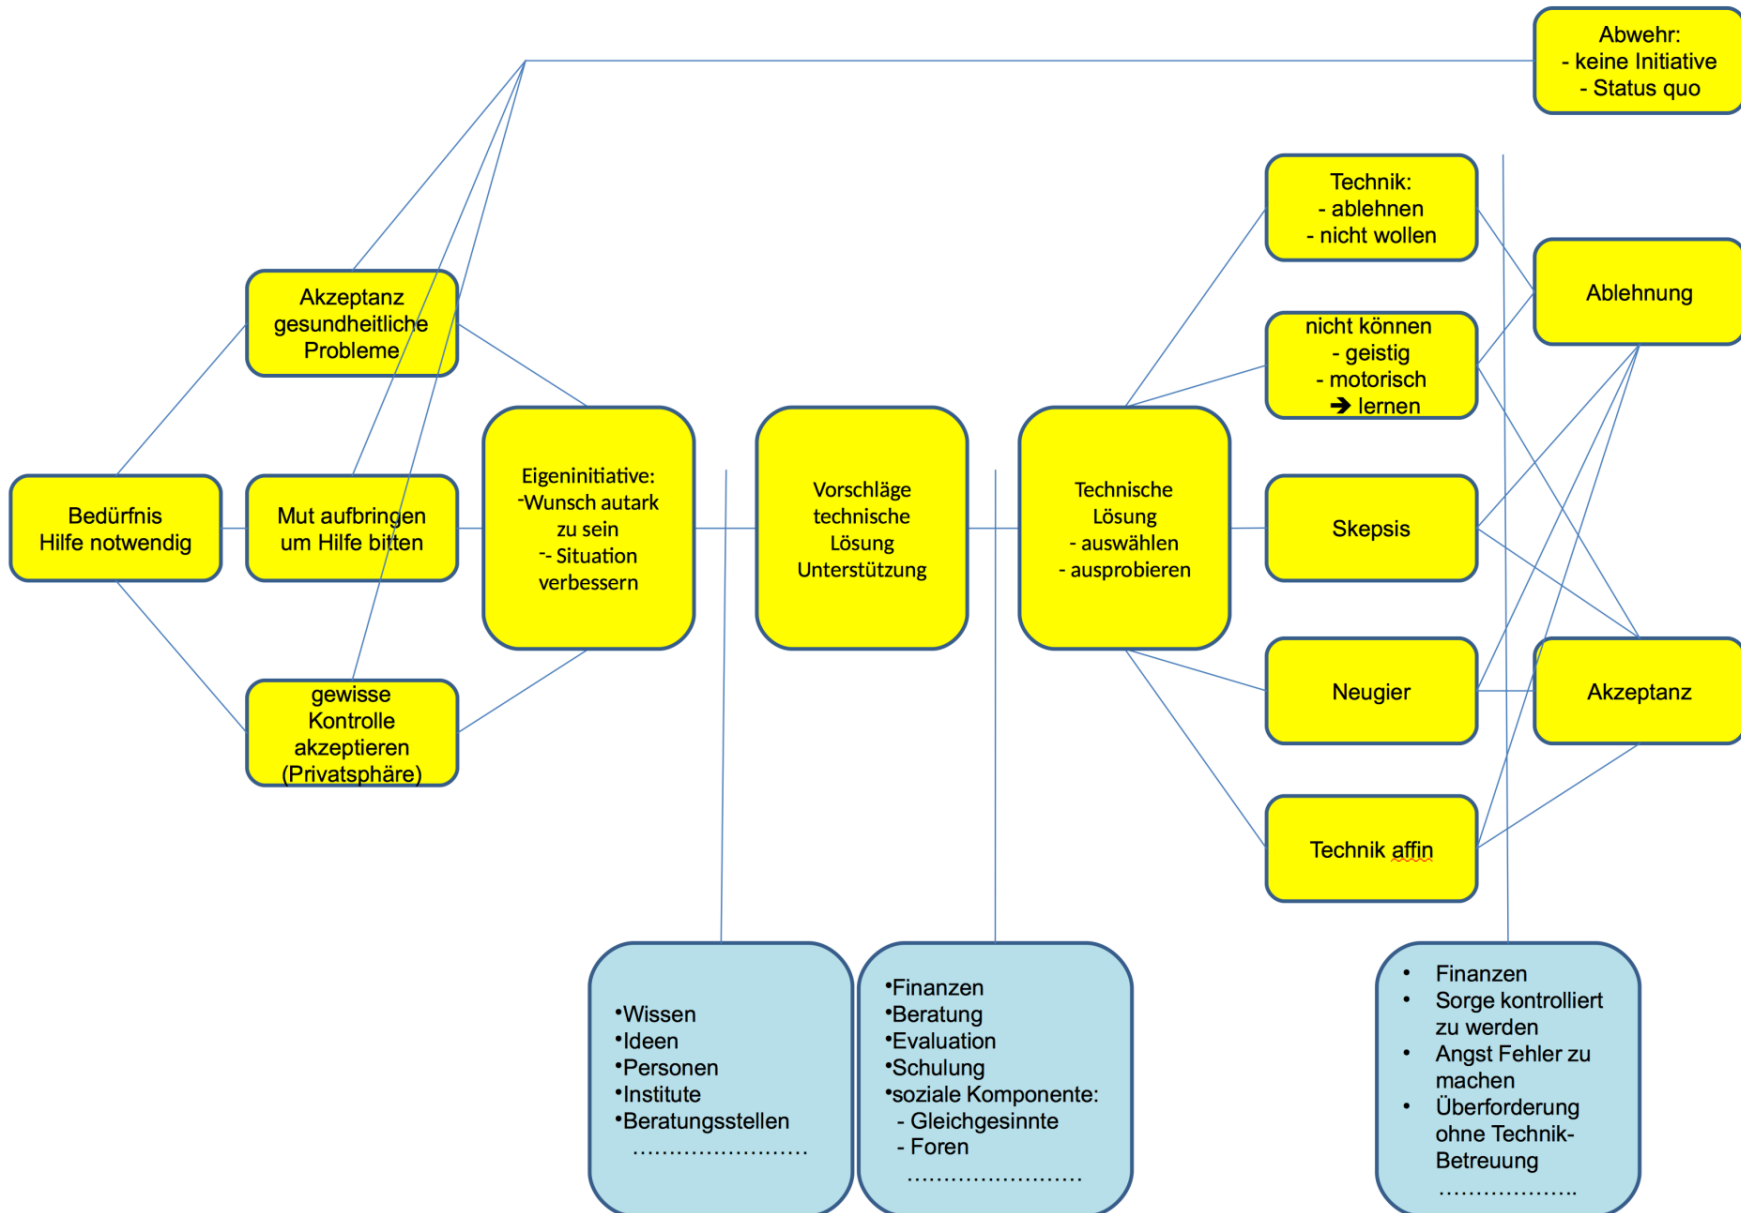 Abwehr:
- keine Initiative
- Status quo
Technik:
- ablehnen
- nicht wollen
Ablehnung
Akzeptanz
gesundheitliche
Probleme
nicht können
- geistig
- motorisch
➔ lernen
Bedürfnis
Hilfe notwendig
Mut aufbringen
um Hilfe bitten
Eigeninitiative:
-Wunsch autark
zu sein
-- Situation
verbessern
Vorschläge
technische
Lösung
Unterstützung
Technische
Lösung
- auswählen
- ausprobieren
Skepsis
gewisse
Kontrolle
akzeptieren
(Privatsphäre)
Neugier
Akzeptanz
Technik affin
•Wissen
•Ideen
•Personen
•Institute
•Beratungsstellen
……………………
•Finanzen
•Beratung
•Evaluation
•Schulung
•soziale Komponente:
- Gleichgesinnte
- Foren
……………………
• Finanzen
• Sorge kontrolliert
zu werden
• Angst Fehler zu
machen
• Überforderung
ohne Technik-
Betreuung
……………….